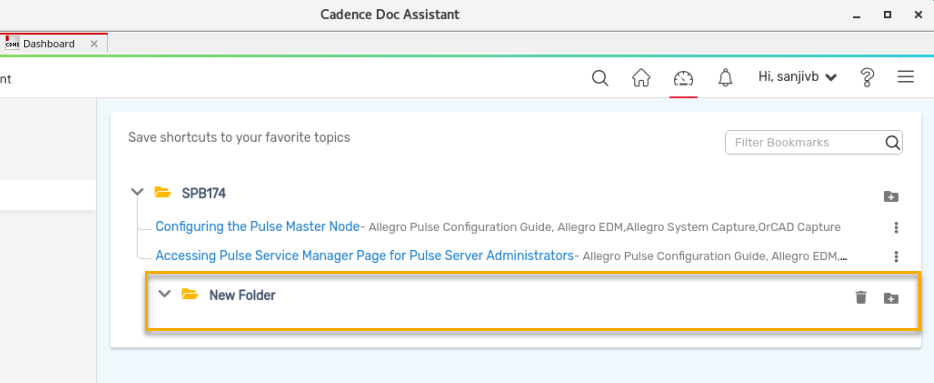 Cadence Doc Assistant
CDNS Dashboard
nt
Hi, sanjivb
Save shortcuts to your favorite topics
Filter Bookmarks
SPB174
Configuring the Pulse Master Node- Allegro Pulse Configuration Guide, Allegro EDM,Allegro System Capture,OrCAD Capture
Accessing Pulse Service Manager Page for Pulse Server Administrators- Allegro Pulse Configuration Guide, Allegro EDM,...
New Folder